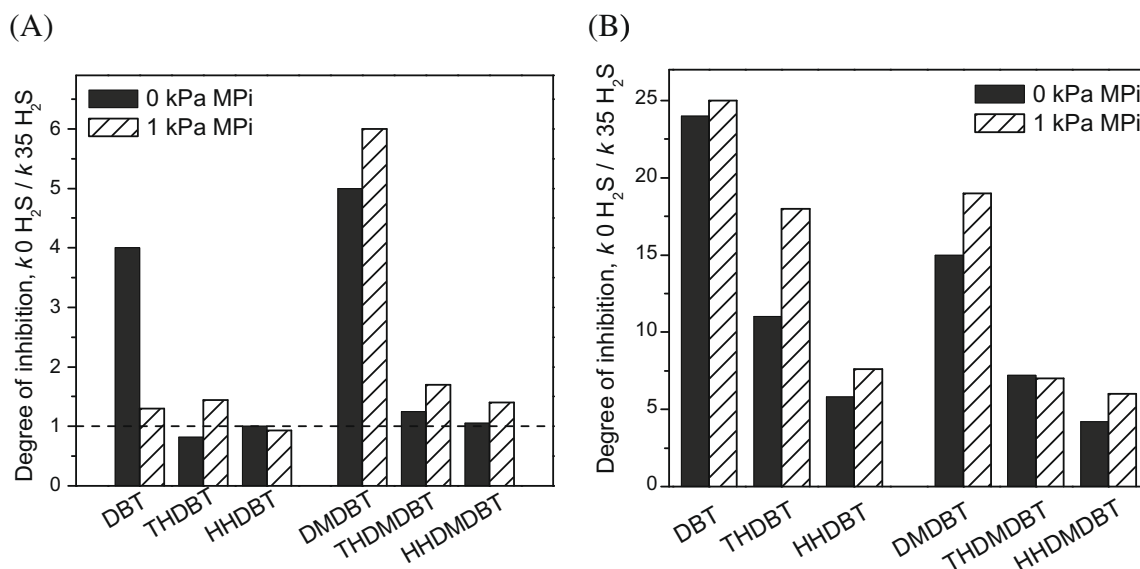 (A)
Degree of inhibition, k 0 H₂S / k 35 H₂S
6
5
4
3
2
1
0
0 kPa MPi
1 kPa MPi
DBT
THDBT
HHDBT
DMDBT
THDMDBT
HHDMDBT
(B)
Degree of inhibition, k 0 H₂S / k 35 H₂S
25
20
15
10
5
0
0 kPa MPi
1 kPa MPi
DBT
THDBT
HHDBT
DMDBT
THDMDBT
HHDMDBT